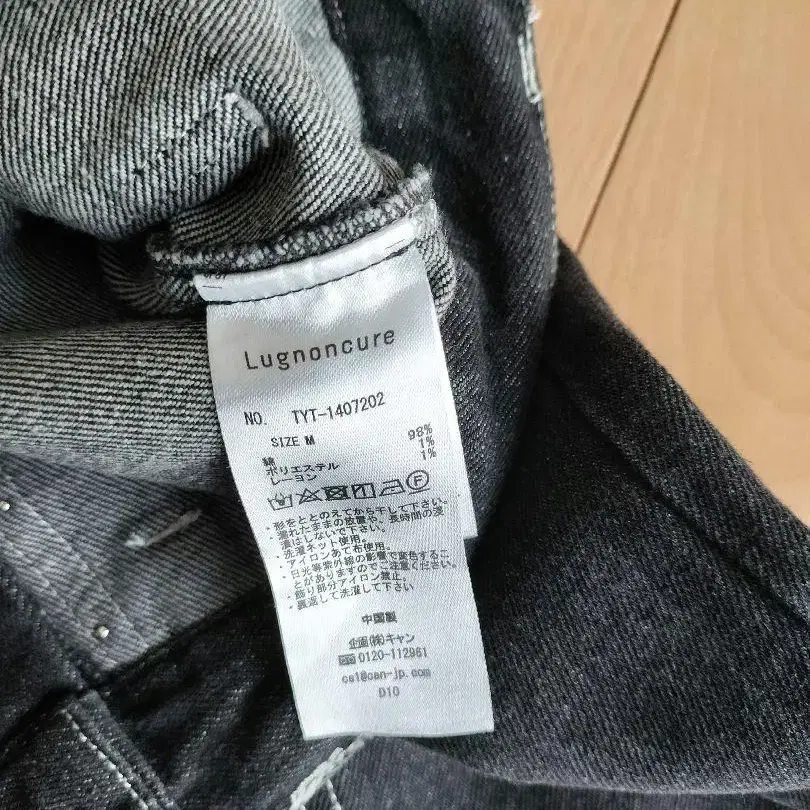 Lugnoncure
NO. TYT-1407202
SIZE M
綿 98%
ポリエステル 1%
レーヨン 1%
F
・形をととのえてから干して下さい。
・濡れたままの放置や、長時間の浸
漬はしないで下さい。
・洗濯ネット使用。
・アイロンあて布使用。
・日光等紫外線の影響で変色するこ
とがありますのでご注意ください。
・飾り部分アイロン禁止。
・裏返して洗濯して下さい
中国製
企画(株)キャン
0120-112961
cs1@can-jp.com
D10